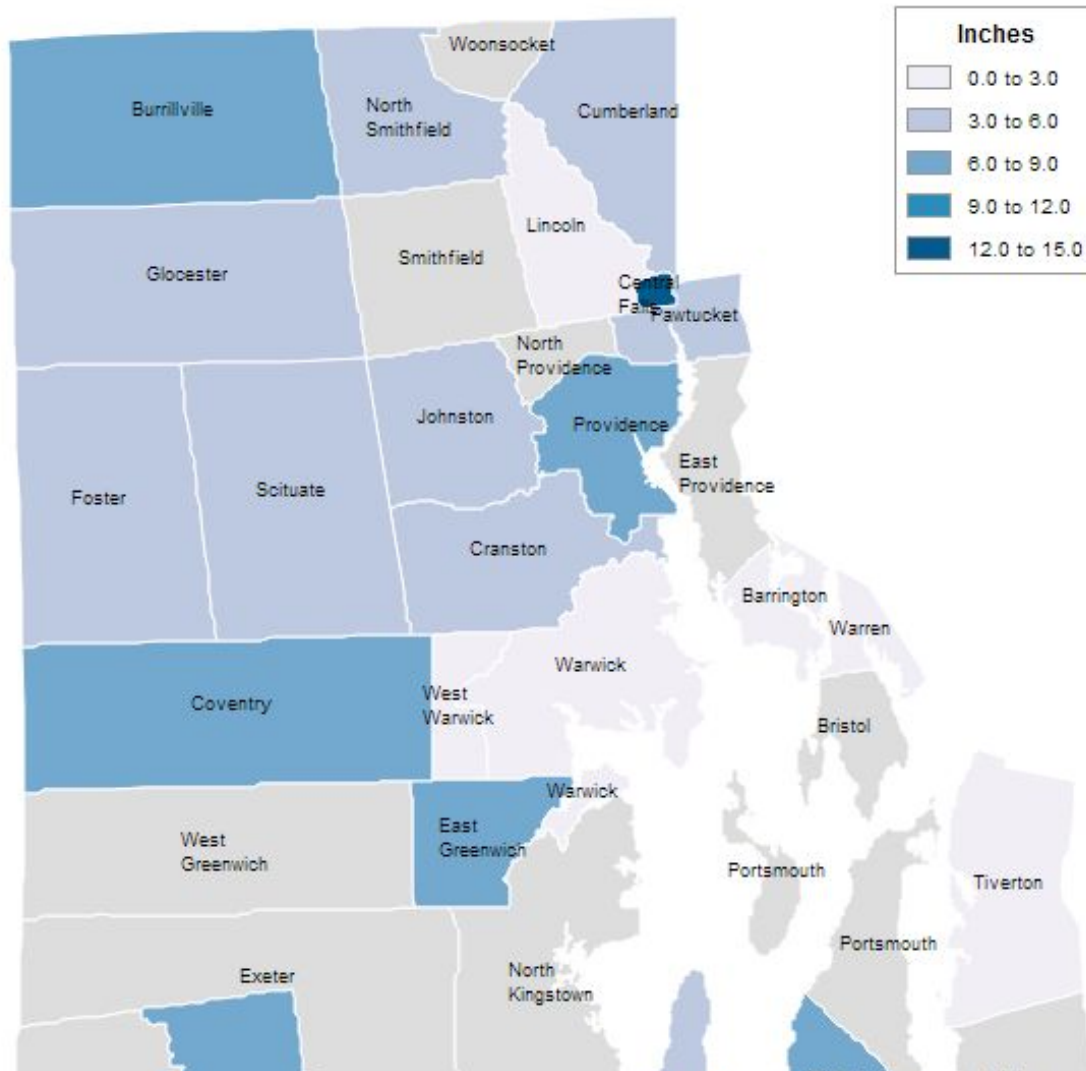 Inches
0.0 to 3.0
3.0 to 6.0
6.0 to 9.0
9.0 to 12.0
12.0 to 15.0
Woonsocket
Burrillville
North
Smithfield
Cumberland
Lincoln
Smithfield
Glocester
Central
Falls
Pawtucket
North
Providence
Johnston
Providence
East
Providence
Foster
Scituate
Cranston
Barrington
Warren
Warwick
Coventry
West
Warwick
Bristol
Warwick
East
Greenwich
West
Greenwich
Portsmouth
Tiverton
Portsmouth
Exeter
North
Kingstown